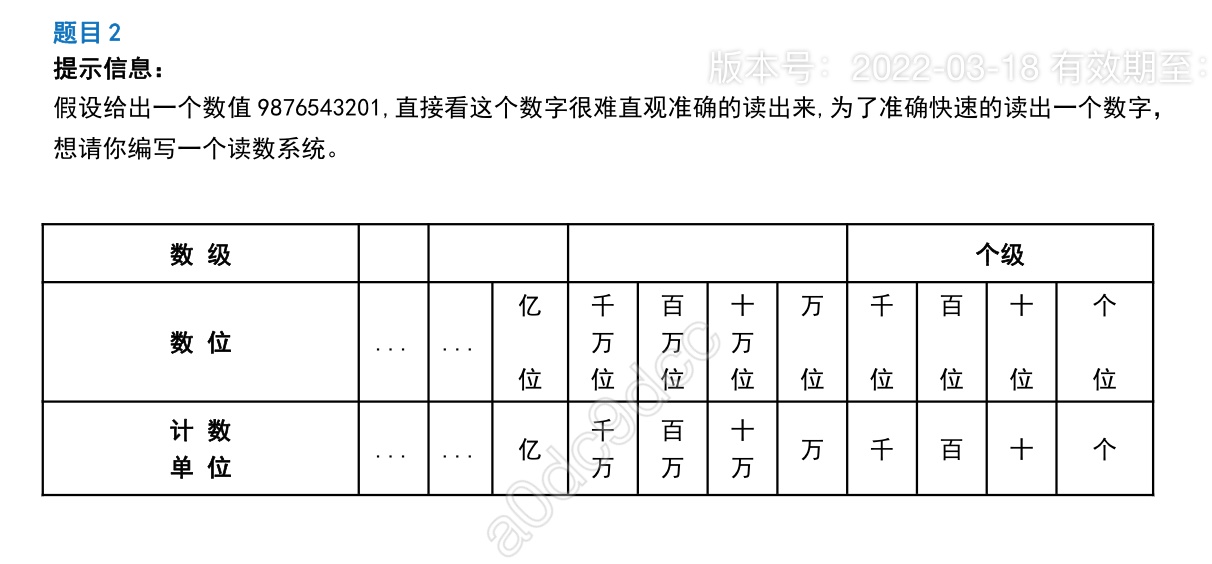 题目 2
版本号：2022-03-18 有效期至：
提示信息：
假设给出一个数值 9876543201，直接看这个数字很难直观准确的读出来，为了准确快速的读出一个数字，
想请你编写一个读数系统。
数 级 个级
数 位 ... ... 亿位 千万位 百万位 十万位 万位 千位 百位 十位 个位
计 数 单 位 ... ... 亿 千万 百万 十万 万 千 百 十 个
a0dc9dcc